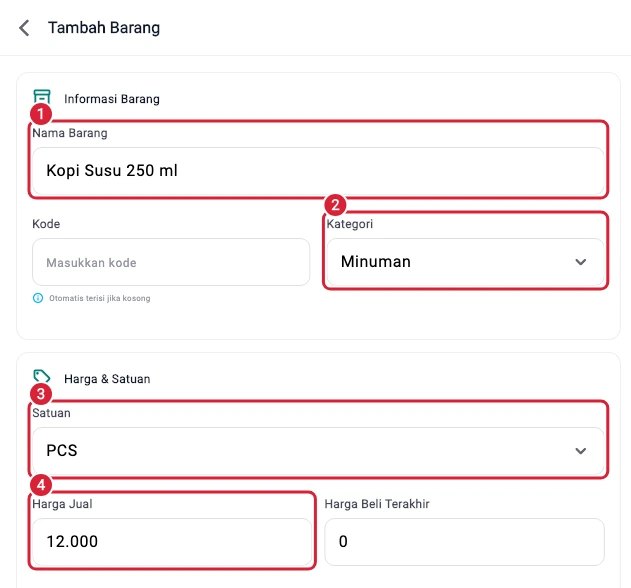 Tambah Barang
Informasi Barang
1
Nama Barang
Kopi Susu 250 ml
2
Kode
Kategori
Masukkan kode
Minuman
Otomatis terisi jika kosong
Harga & Satuan
3
Satuan
PCS
4
Harga Jual
Harga Beli Terakhir
12.000
0